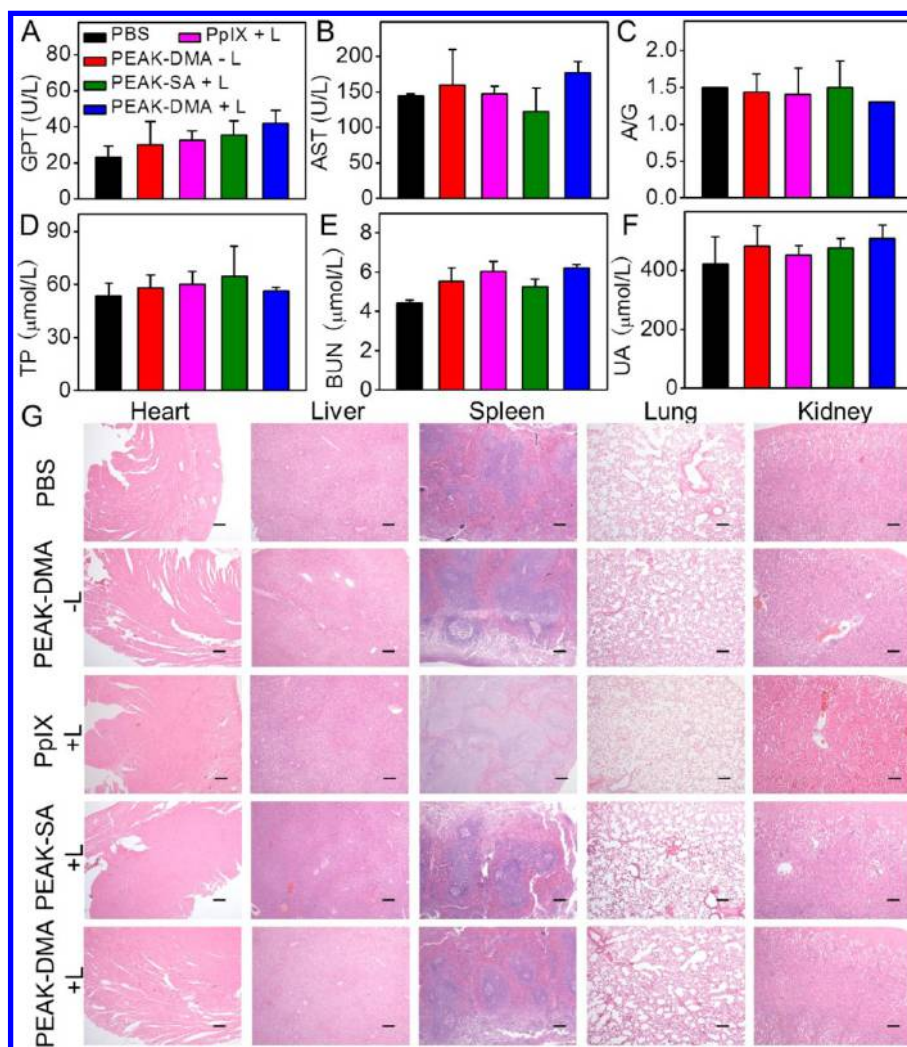 A
PBS
PpIX + L
PEAK-DMA - L
PEAK-SA + L
PEAK-DMA + L
GPT (U/L)
80
60
40
20
0
B
AST (U/L)
200
150
100
50
0
C
A/G
2.0
1.5
1.0
0.5
0.0
D
TP (μmol/L)
90
60
30
0
E
BUN (μmol/L)
8
6
4
2
0
F
UA (μmol/L)
400
200
0
G
Heart
Liver
Spleen
Lung
Kidney
PBS
PEAK-DMA
-L
PpIX
+L
PEAK-SA
+L
PEAK-DMA
+L